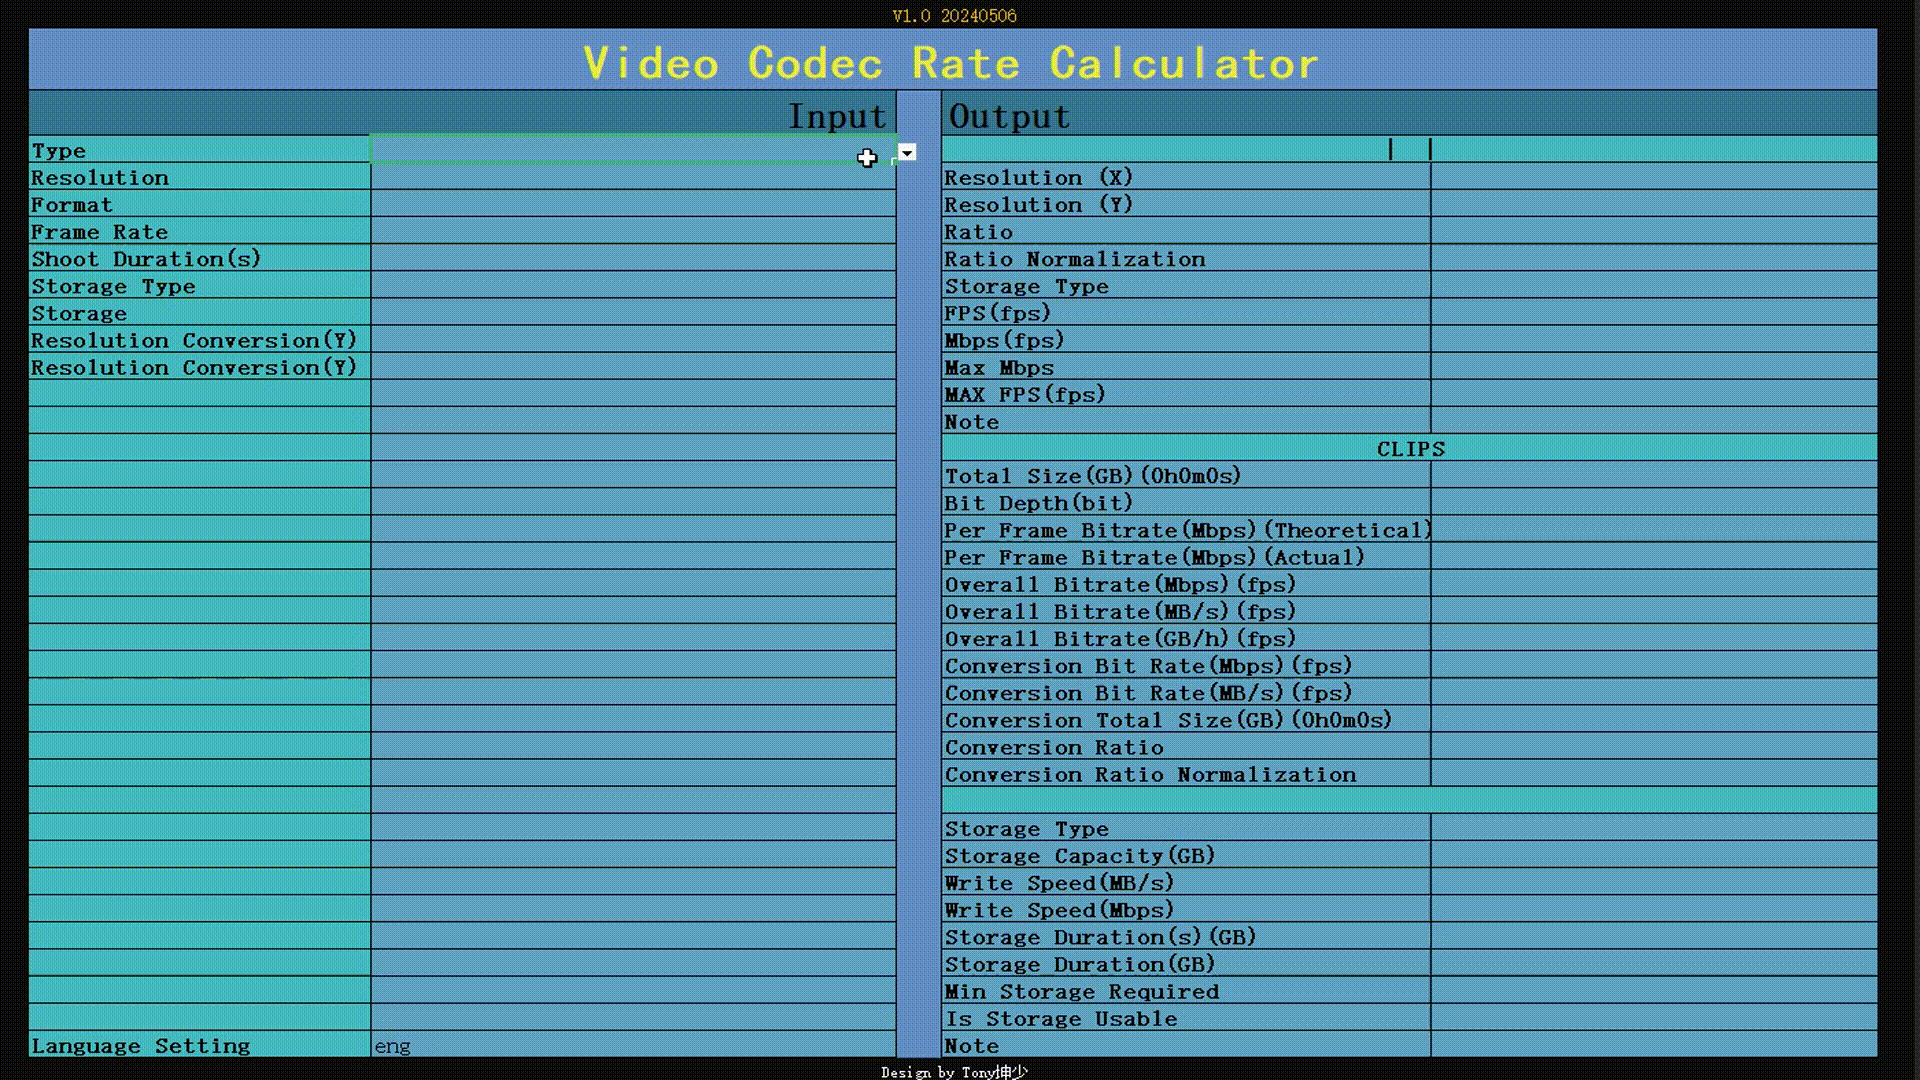 V1.0 20240506
Video Codec Rate Calculator
Input
Output
Type
Resolution
Format
Frame Rate
Shoot Duration(s)
Storage Type
Storage
Resolution Conversion(Y)
Resolution Conversion(Y)
Language Setting eng
| |
Resolution (X)
Resolution (Y)
Ratio
Ratio Normalization
Storage Type
FPS(fps)
Mbps(fps)
Max Mbps
MAX FPS(fps)
Note
CLIPS
Total Size(GB)(0h0m0s)
Bit Depth(bit)
Per Frame Bitrate(Mbps)(Theoretical)
Per Frame Bitrate(Mbps)(Actual)
Overall Bitrate(Mbps)(fps)
Overall Bitrate(MB/s)(fps)
Overall Bitrate(GB/h)(fps)
Conversion Bit Rate(Mbps)(fps)
Conversion Bit Rate(MB/s)(fps)
Conversion Total Size(GB)(0h0m0s)
Conversion Ratio
Conversion Ratio Normalization
Storage Type
Storage Capacity(GB)
Write Speed(MB/s)
Write Speed(Mbps)
Storage Duration(s)(GB)
Storage Duration(GB)
Min Storage Required
Is Storage Usable
Note
Design by Tony坤少